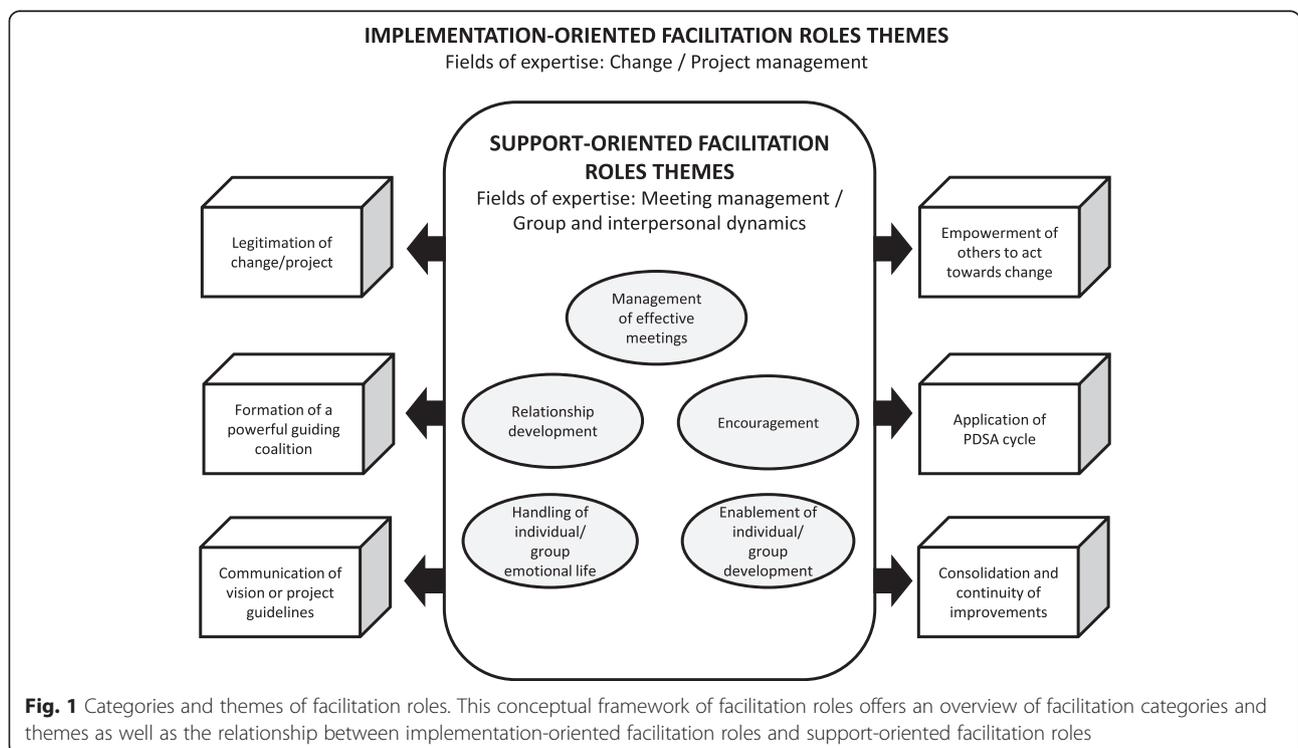 IMPLEMENTATION-ORIENTED FACILITATION ROLES THEMES
Fields of expertise: Change / Project management
SUPPORT-ORIENTED FACILITATION
ROLES THEMES
Fields of expertise: Meeting management /
Group and interpersonal dynamics
Legitimation of
change/project
Formation of a
powerful guiding
coalition
Communication of
vision or project
guidelines
Management
of effective
meetings
Relationship
development
Encouragement
Handling of
individual/
group
emotional life
Enablement of
individual/
group
development
Empowerment of
others to act
towards change
Application of
PDSA cycle
Consolidation and
continuity of
improvements
Fig. 1 Categories and themes of facilitation roles. This conceptual framework of facilitation roles offers an overview of facilitation categories and
themes as well as the relationship between implementation-oriented facilitation roles and support-oriented facilitation roles